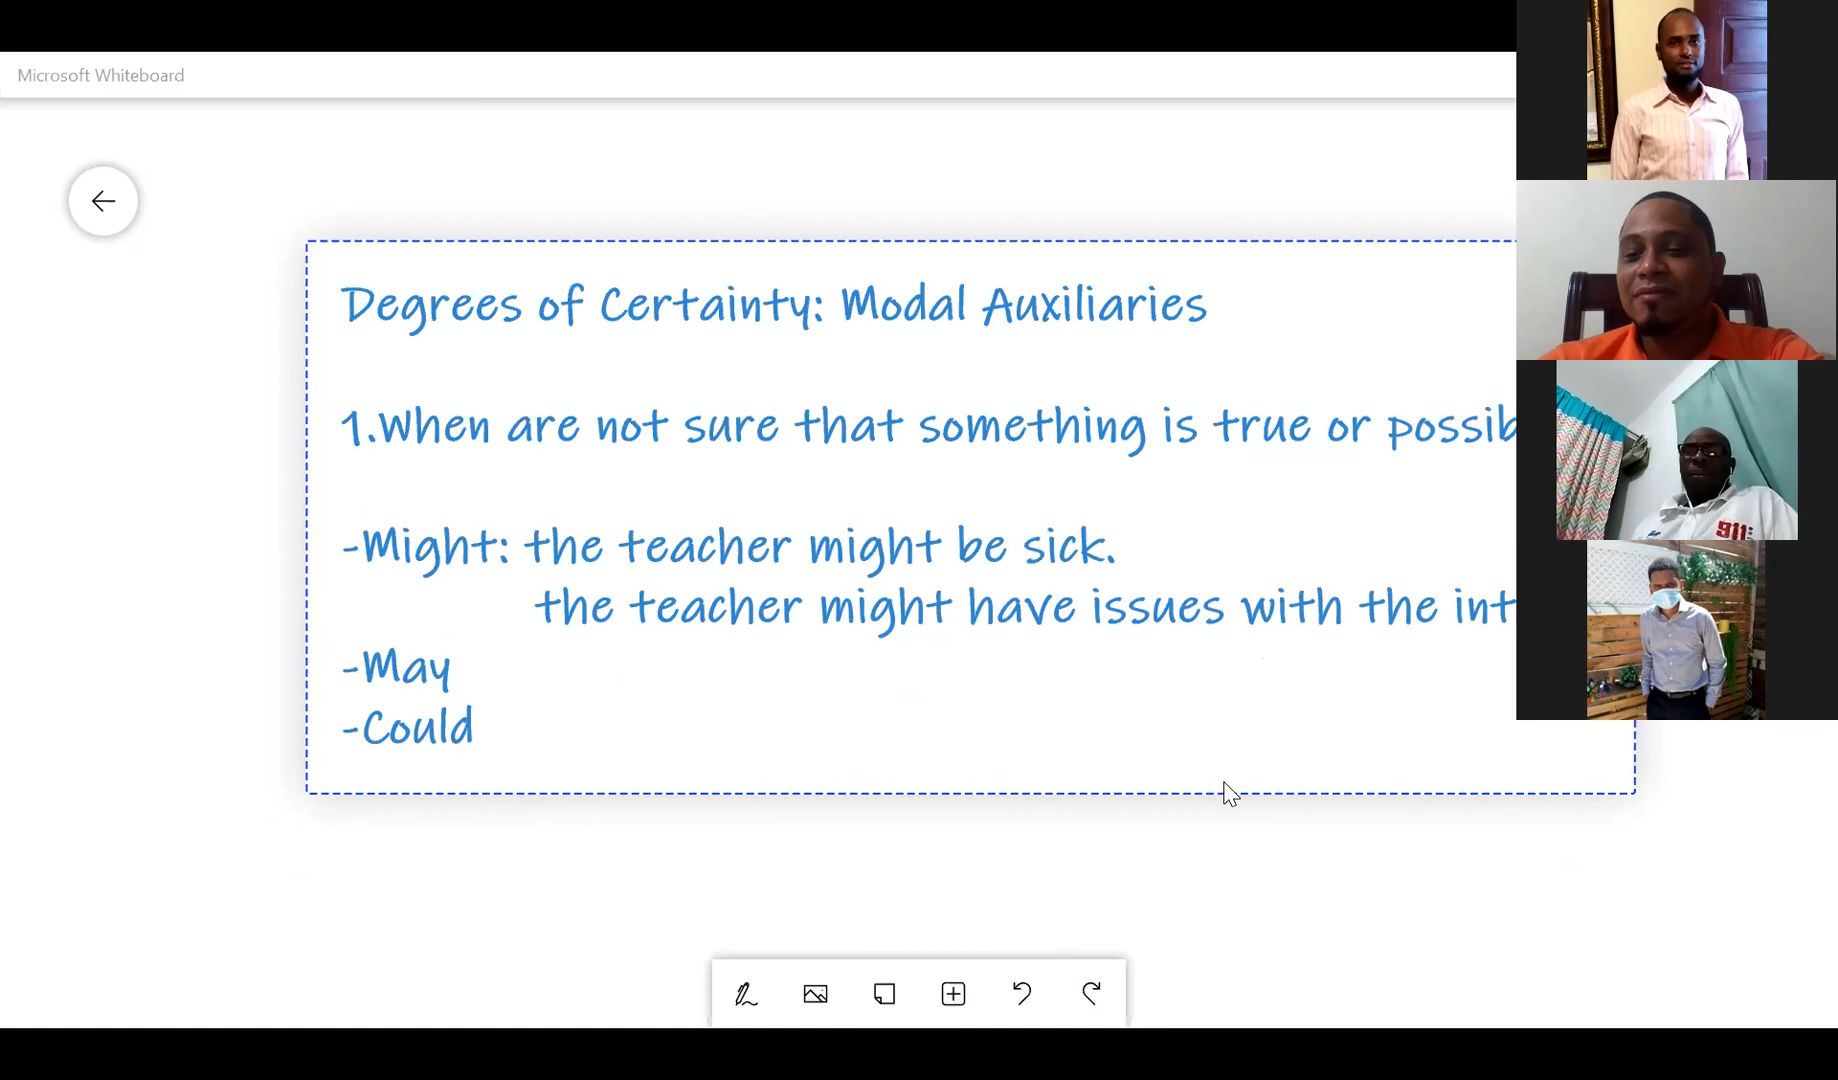 Microsoft Whiteboard
Degrees of Certainty: Modal Auxiliaries
1.When are not sure that something is true or possib
-Might: the teacher might be sick.
the teacher might have issues with the int
-May
-Could
911